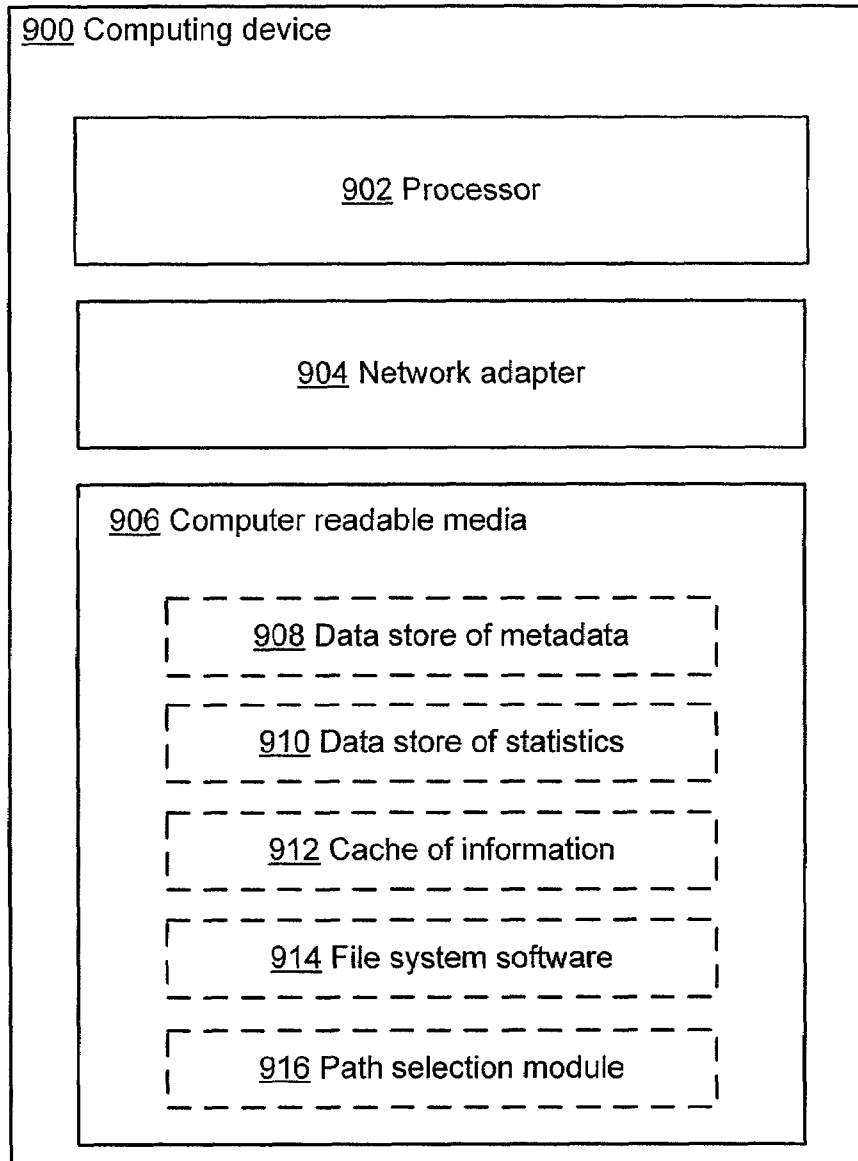 900 Computing device
902 Processor
904 Network adapter
906 Computer readable media
908 Data store of metadata
910 Data store of statistics
912 Cache of information
914 File system software
916 Path selection module